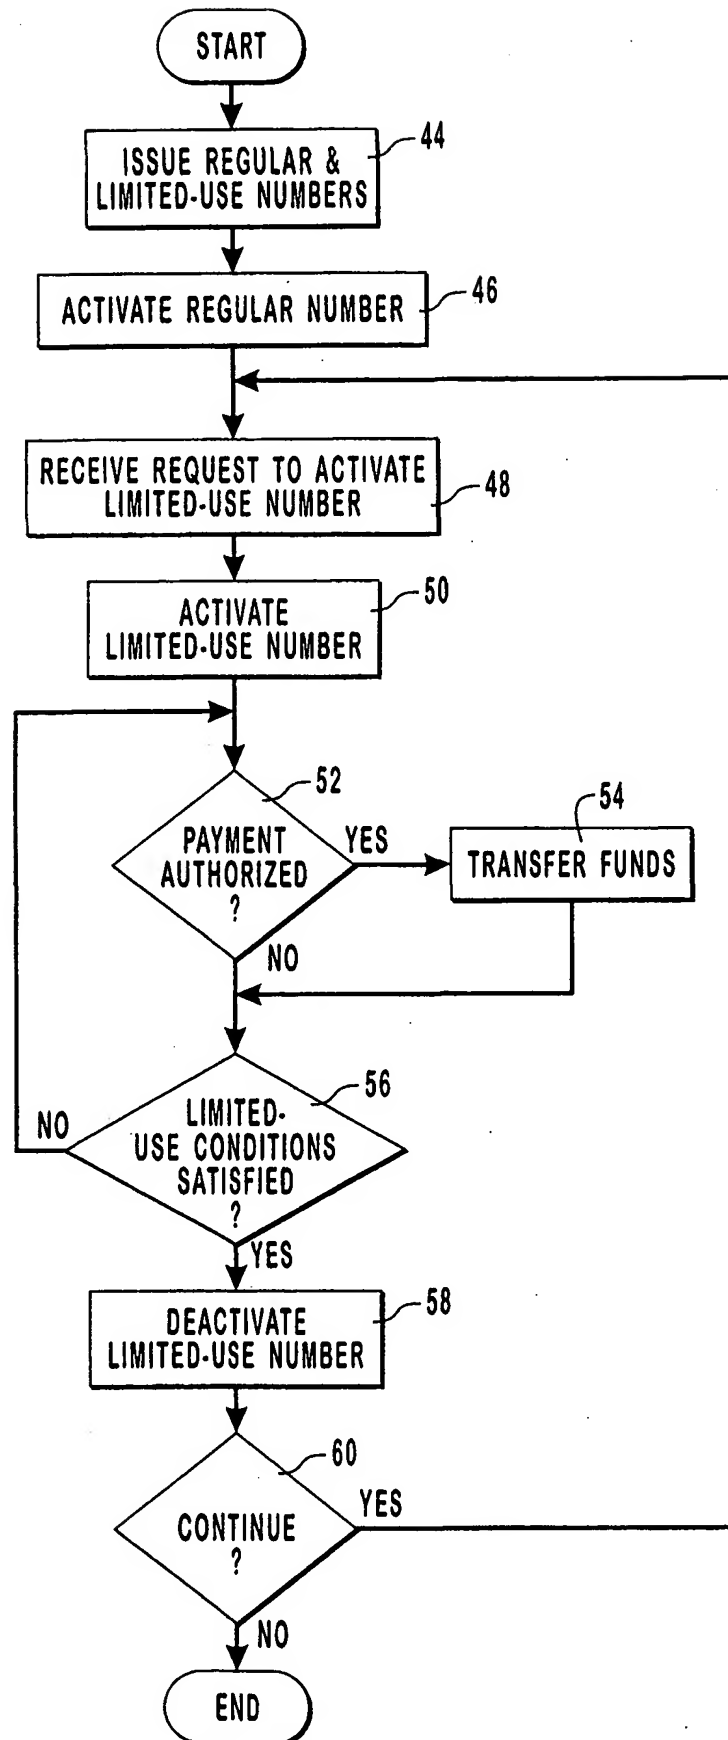 START
44
ISSUE REGULAR &
LIMITED-USE NUMBERS
46
ACTIVATE REGULAR NUMBER
RECEIVE REQUEST TO ACTIVATE
LIMITED-USE NUMBER
48
50
ACTIVATE
LIMITED-USE NUMBER
52
PAYMENT
AUTHORIZED
?
YES
54
TRANSFER FUNDS
NO
56
LIMITED-
USE CONDITIONS
SATISFIED
?
NO
YES
58
DEACTIVATE
LIMITED-USE NUMBER
60
CONTINUE
?
YES
NO
END